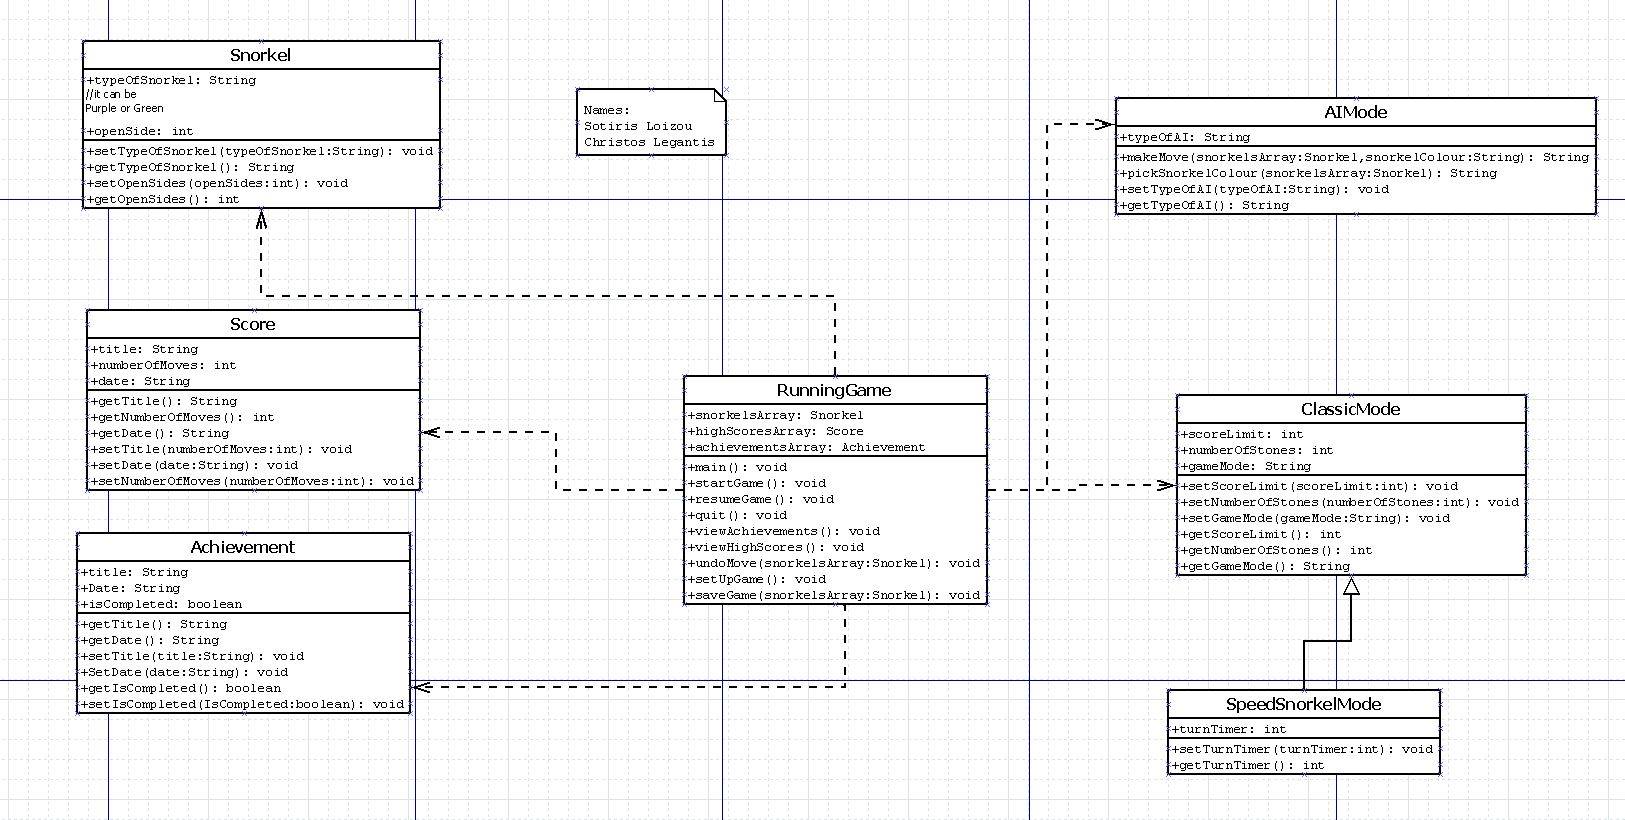 Snorkel
+typeOfSnorkel: String
//it can be
Purple or Green
+openSide: int
+setTypeOfSnorkel(typeOfSnorkel:String): void
+getTypeOfSnorkel(): String
+setOpenSides(openSides:int): void
+getOpenSides(): int
Names:
Sotiris Loizou
Christos Legantis
AIMode
+typeOfAI: String
+makeMove(snorkelsArray:Snorkel,snorkelColour:String): String
+pickSnorkelColour(snorkelsArray:Snorkel): String
+setTypeOfAI(typeOfAI:String): void
+getTypeOfAI(): String
Score
+title: String
+numberOfMoves: int
+date: String
+getTitle(): String
+getNumberOfMoves(): int
+getDate(): String
+setTitle(numberOfMoves:int): void
+setDate(date:String): void
+setNumberOfMoves(numberOfMoves:int): void
RunningGame
+snorkelsArray: Snorkel
+highScoresArray: Score
+achievementsArray: Achievement
+main(): void
+startGame(): void
+resumeGame(): void
+quit(): void
+viewAchievements(): void
+viewHighScores(): void
+undoMove(snorkelsArray:Snorkel): void
+setUpGame(): void
+saveGame(snorkelsArray:Snorkel): void
ClassicMode
+scoreLimit: int
+numberOfStones: int
+gameMode: String
+setScoreLimit(scoreLimit:int): void
+setNumberOfStones(numberOfStones:int): void
+setGameMode(gameMode:String): void
+getScoreLimit(): int
+getNumberOfStones(): int
+getGameMode(): String
Achievement
+title: String
+Date: String
+isCompleted: boolean
+getTitle(): String
+getDate(): String
+setTitle(title:String): void
+SetDate(date:String): void
+getIsCompleted(): boolean
+setIsCompleted(IsCompleted:boolean): void
SpeedSnorkelMode
+turnTimer: int
+setTurnTimer(turnTimer:int): void
+getTurnTimer(): int